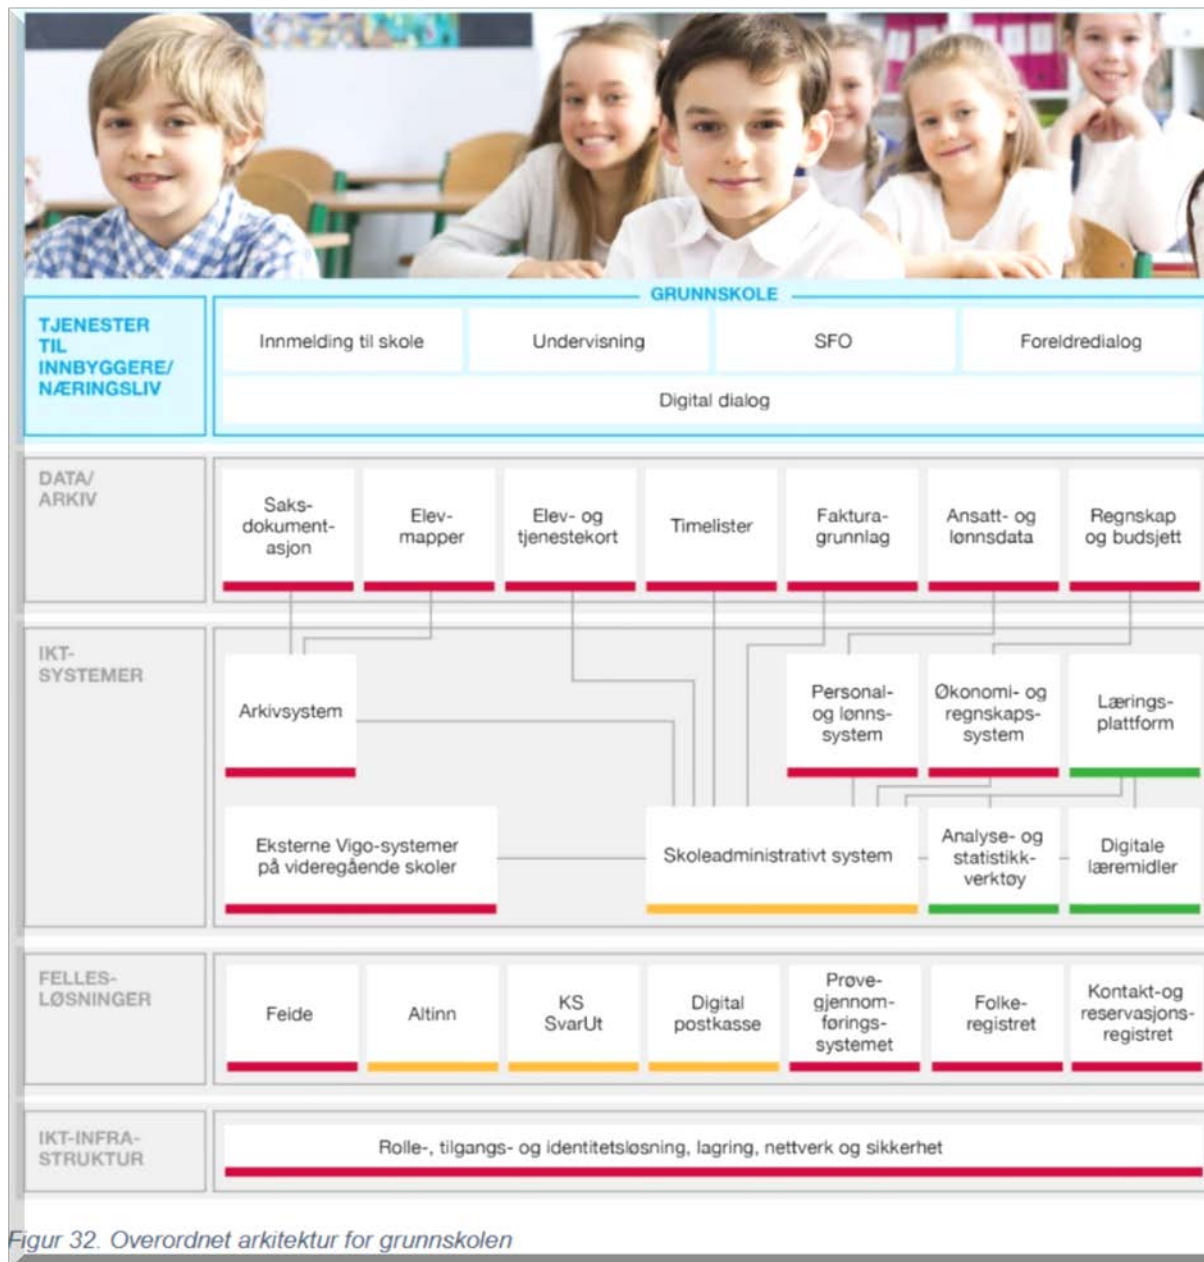 GRUNNSKOLE
TJENESTER
TIL
INNBYGGERE/
NÆRINGSLIV
Innmelding til skole
Undervisning
SFO
Foreldredialog
Digital dialog
DATA/
ARKIV
Saks-
dokument-
asjon
Elev-
mapper
Elev- og
tjenestekort
Timelister
Faktura-
grunnlag
Ansatt- og
lønnsdata
Regnskap
og budsjett
IKT-
SYSTEMER
Arkivsystem
Personal-
og lønns-
system
Økonomi- og
regnskaps-
system
Lærings-
plattform
Eksterne Vigo-systemer
på videregående skoler
Skoleadministrativt system
Analyse- og
statistikk-
verktøy
Digitale
læremidler
FELLES-
LØSNINGER
Feide
Altinn
KS
SvarUt
Digital
postkasse
Prøve-
gjennom-
førings-
systemet
Folke-
registret
Kontakt-og
reservasjons-
registret
IKT-INFRA-
STRUKTUR
Rolle-, tilgangs- og identitetsløsning, lagring, nettverk og sikkerhet
Figur 32. Overordnet arkitektur for grunnskolen